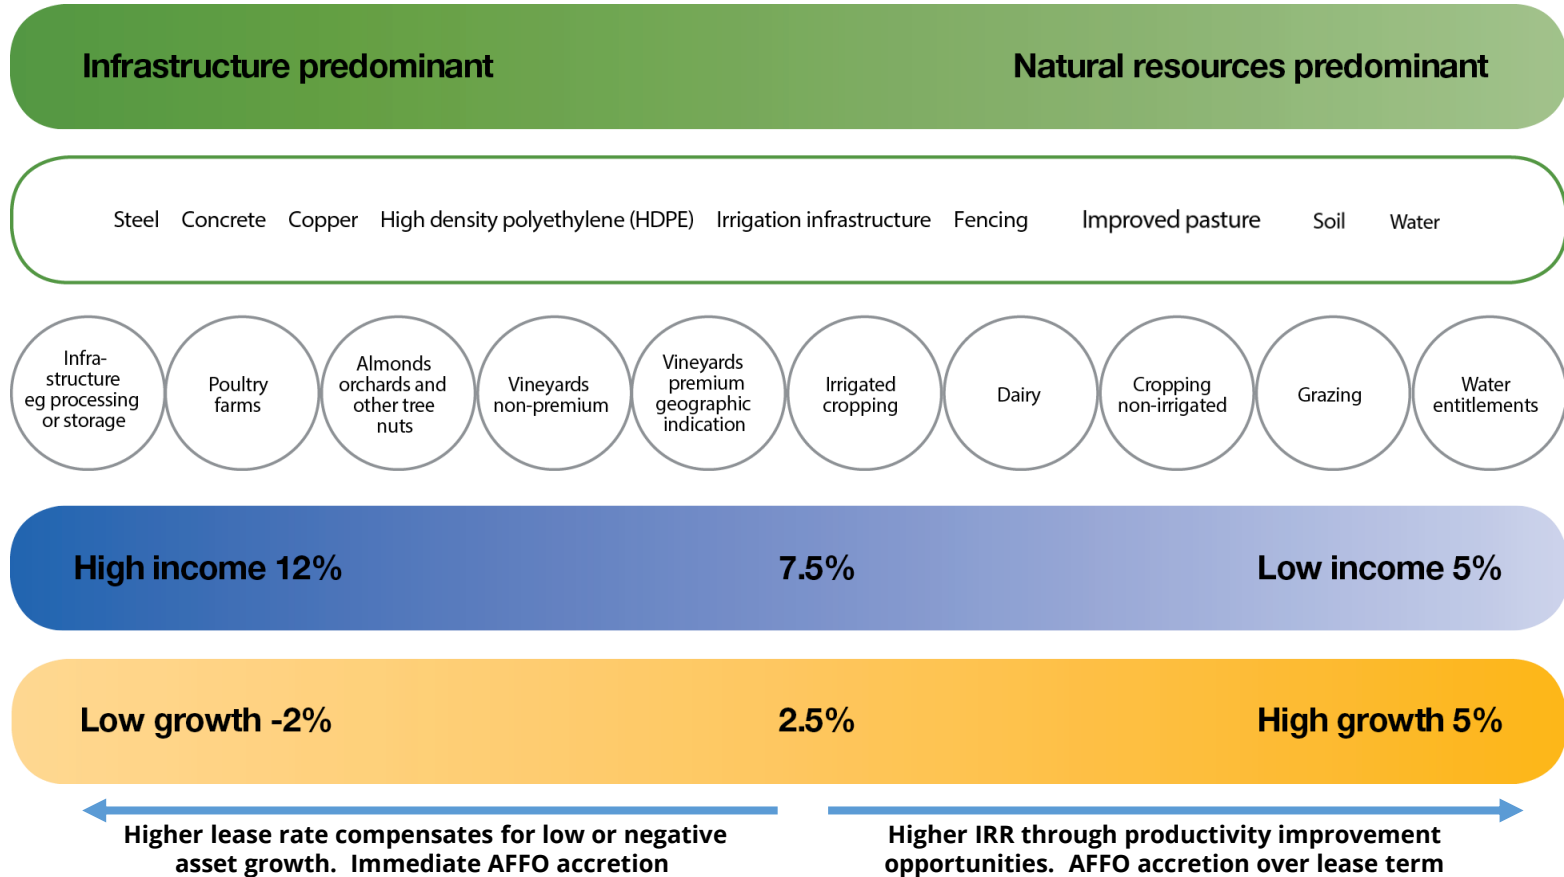 Infrastructure predominant
Natural resources predominant
Steel Concrete Copper High density polyethylene (HDPE) Irrigation infrastructure Fencing Improved pasture Soil Water
Infra-
structure
eg processing
or storage
Poultry
farms
Almonds
orchards and
other tree
nuts
Vineyards
non-premium
Vineyards
premium
geographic
indication
Irrigated
cropping
Dairy
Cropping
non-irrigated
Grazing
Water
entitlements
High income 12%
7.5%
Low income 5%
Low growth -2%
2.5%
High growth 5%
Higher lease rate compensates for low or negative
asset growth. Immediate AFFO accretion
Higher IRR through productivity improvement
opportunities. AFFO accretion over lease term